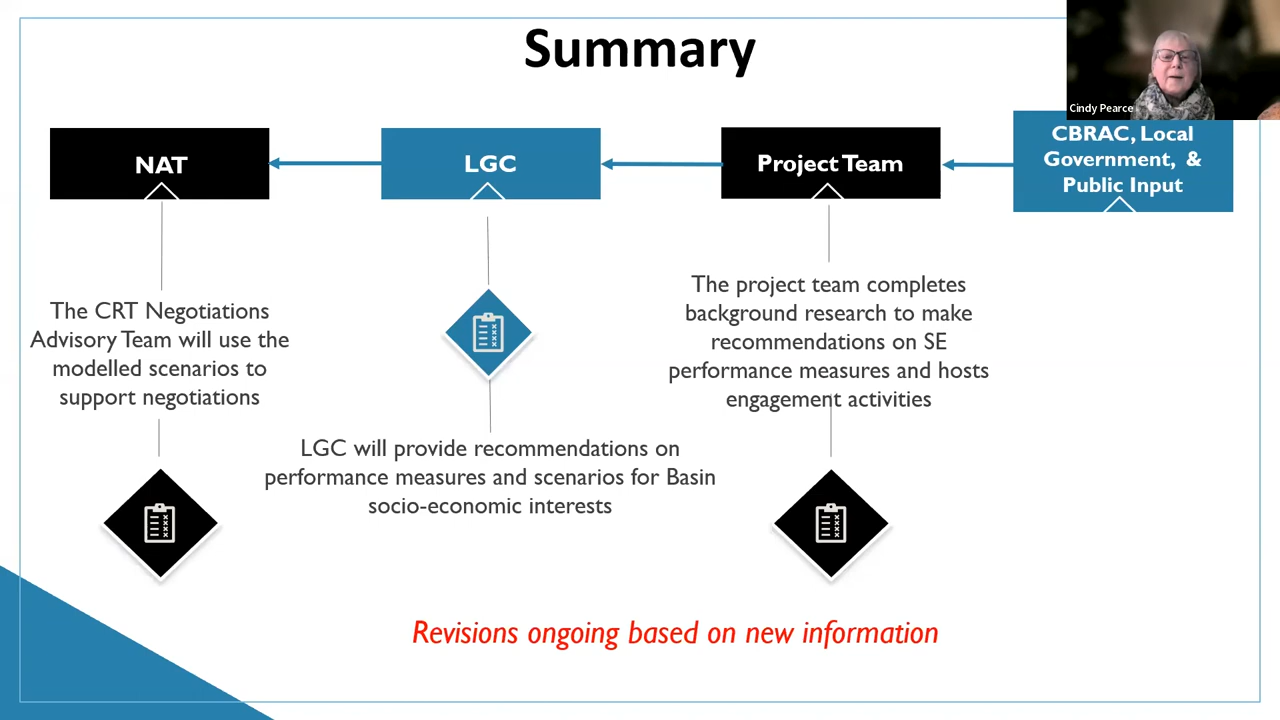 Summary
Cindy Pearce
NAT
LGC
Project Team
CBRAC, Local
Government, &
Public Input
The CRT Negotiations
Advisory Team will use the
modelled scenarios to
support negotiations
LGC will provide recommendations on
performance measures and scenarios for Basin
socio-economic interests
The project team completes
background research to make
recommendations on SE
performance measures and hosts
engagement activities
Revisions ongoing based on new information